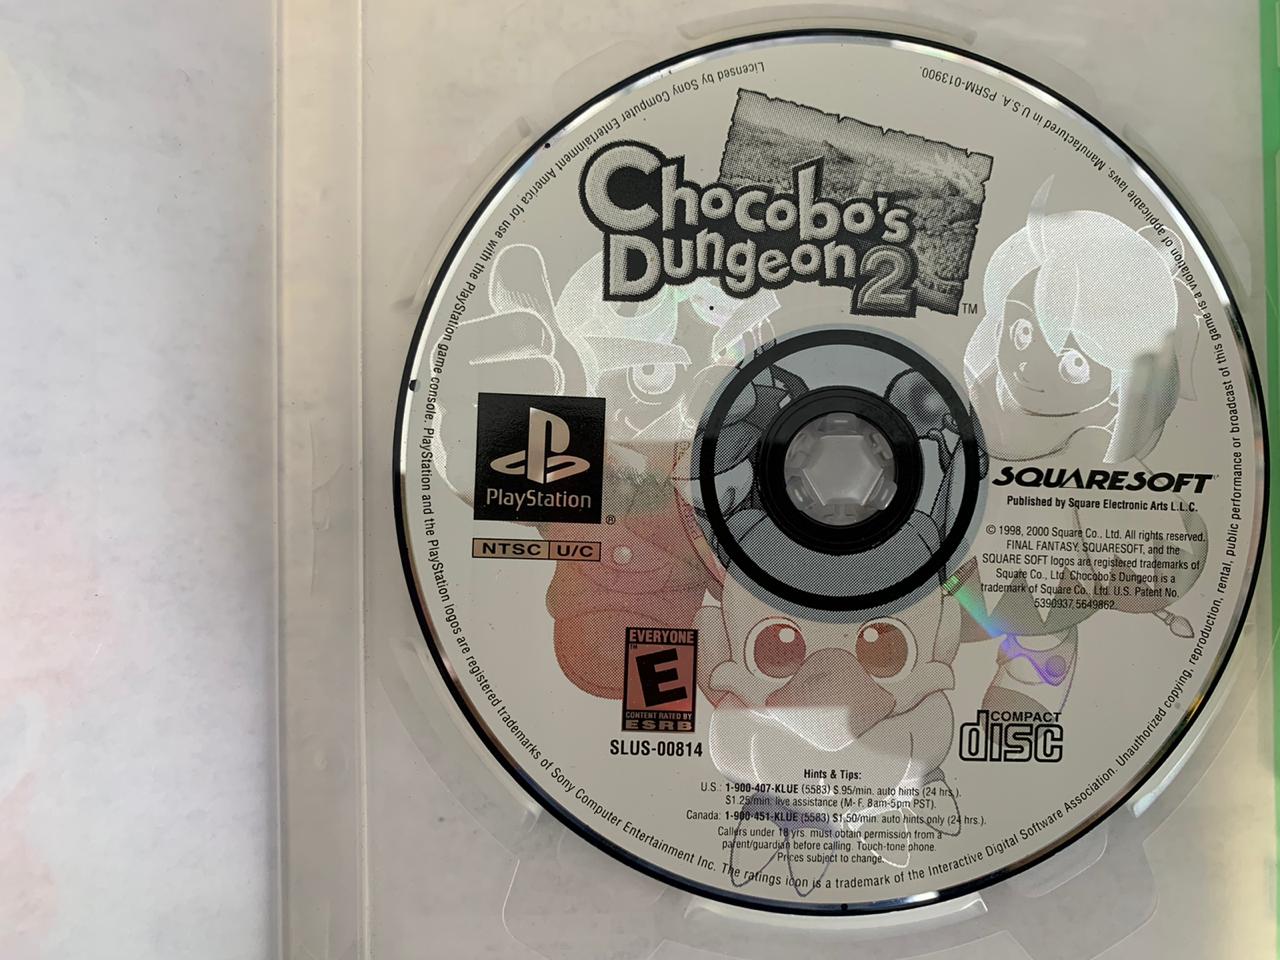 Licensed by Sony Computer Entertainment America for use with the PlayStation game console. PlayStation and the PlayStation logos are registered trademarks of Sony Computer Entertainment Inc. The ratings icon is a trademark of the Interactive Digital Software Association. Unauthorized copying, reproduction, rental, public performance or broadcast of this game is a violation of applicable laws. Manufactured in U.S.A. PSRM-013900.
Chocobo's
Dungeon 2
TM
PlayStation
®
NTSC U/C
SQUARESOFT
Published by Square Electronic Arts L.L.C.
© 1998, 2000 Square Co., Ltd. All rights reserved.
FINAL FANTASY, SQUARESOFT, and the
SQUARE SOFT logos are registered trademarks of
Square Co., Ltd. Chocobo's Dungeon is a
trademark of Square Co., Ltd. U.S. Patent No.
5390937,5649862.
EVERYONE
TM
E
CONTENT RATED BY
ESRB
SLUS-00814
COMPACT
disc
Hints & Tips:
U.S.: 1-900-407-KLUE (5583) $.95/min. auto hints (24 hrs.).
$1.25/min. live assistance (M- F. 8am-5pm PST).
Canada: 1-900-451-KLUE (5583) $1.50/min. auto hints only (24 hrs.).
Callers under 18 yrs. must obtain permission from a
parent/guardian before calling. Touch-tone phone.
Prices subject to change.